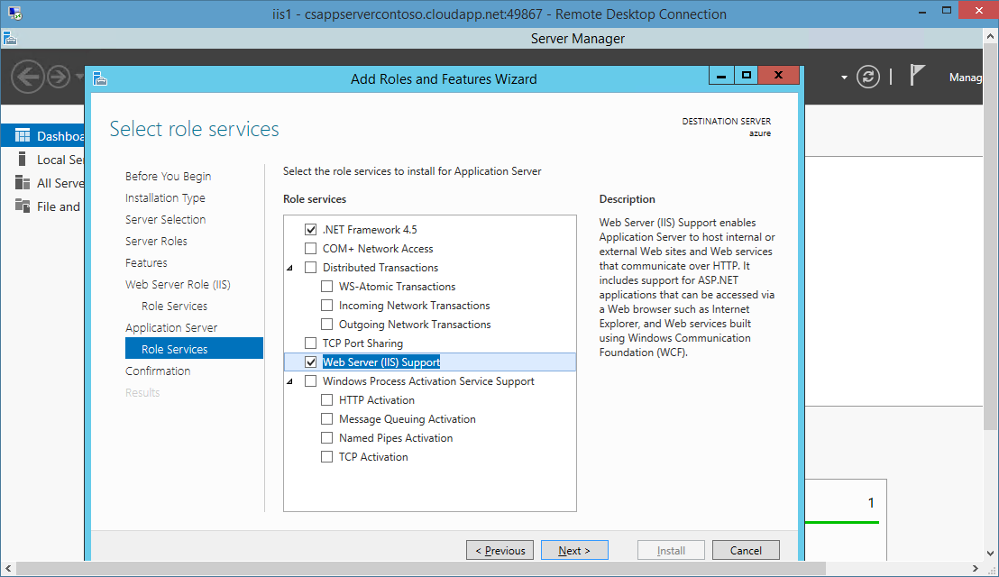 iis1 - csappservercontoso.cloudapp.net:49867 - Remote Desktop Connection
Server Manager
Manag
Dashboa
Local Ser
All Serve
File and
Add Roles and Features Wizard
Select role services
DESTINATION SERVER
azure
Before You Begin
Installation Type
Server Selection
Server Roles
Features
Web Server Role (IIS)
Role Services
Application Server
Role Services
Confirmation
Results
Select the role services to install for Application Server
Role services
.NET Framework 4.5
COM+ Network Access
Distributed Transactions
WS-Atomic Transactions
Incoming Network Transactions
Outgoing Network Transactions
TCP Port Sharing
Web Server (IIS) Support
Windows Process Activation Service Support
HTTP Activation
Message Queuing Activation
Named Pipes Activation
TCP Activation
Description
Web Server (IIS) Support enables
Application Server to host internal or
external Web sites and Web services
that communicate over HTTP. It
includes support for ASP.NET
applications that can be accessed via
a Web browser such as Internet
Explorer, and Web services built
using Windows Communication
Foundation (WCF).
1
< Previous
Next >
Install
Cancel